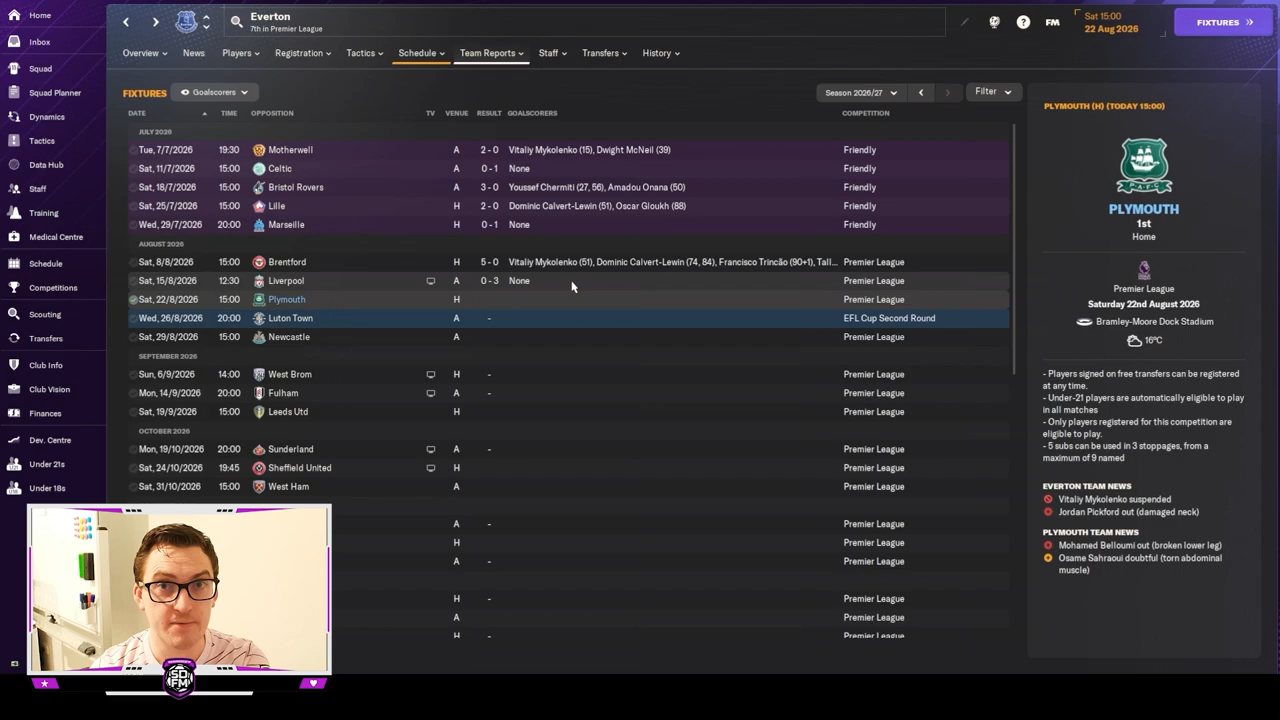 Home
Inbox
Squad
Squad Planner
Dynamics
Tactics
Data Hub
Staff
Training
Medical Centre
Schedule
Competitions
Scouting
Transfers
Club Info
Club Vision
Finances
Dev. Centre
Under 21s
Under 18s
Everton
7th in Premier League
FM
Sat 15:00
22 Aug 2026
FIXTURES
Overview News Players Registration Tactics Schedule Team Reports Staff Transfers History
FIXTURES Goalscorers Season 2026/27 Filter
DATE TIME OPPOSITION TV VENUE RESULT GOALSCORERS COMPETITION
JULY 2026
Tue, 7/7/2026 19:30 Motherwell A 2 - 0 Vitaliy Mykolenko (15), Dwight McNeil (39) Friendly
Sat, 11/7/2026 15:00 Celtic A 0 - 1 None Friendly
Sat, 18/7/2026 15:00 Bristol Rovers A 3 - 0 Youssef Chermiti (27, 56), Amadou Onana (50) Friendly
Sat, 25/7/2026 15:00 Lille H 2 - 0 Dominic Calvert-Lewin (51), Oscar Gloukh (88) Friendly
Wed, 29/7/2026 20:00 Marseille H 0 - 1 None Friendly
AUGUST 2026
Sat, 8/8/2026 15:00 Brentford H 5 - 0 Vitaliy Mykolenko (51), Dominic Calvert-Lewin (74, 84), Francisco Trincão (90+1), Tall... Premier League
Sat, 15/8/2026 12:30 Liverpool A 0 - 3 None Premier League
Sat, 22/8/2026 15:00 Plymouth H Premier League
Wed, 26/8/2026 20:00 Luton Town A - EFL Cup Second Round
Sat, 29/8/2026 15:00 Newcastle A Premier League
SEPTEMBER 2026
Sun, 6/9/2026 14:00 West Brom H - Premier League
Mon, 14/9/2026 20:00 Fulham A - Premier League
Sat, 19/9/2026 15:00 Leeds Utd H Premier League
OCTOBER 2026
Mon, 19/10/2026 20:00 Sunderland A - Premier League
Sat, 24/10/2026 19:45 Sheffield United H Premier League
Sat, 31/10/2026 15:00 West Ham A Premier League
A - Premier League
H - Premier League
A - Premier League
H - Premier League
A - Premier League
H - Premier League
PLYMOUTH (H) (TODAY 15:00)
PLYMOUTH
1st
Home
Premier League
Saturday 22nd August 2026
Bramley-Moore Dock Stadium
16°C
- Players signed on free transfers can be registered
at any time.
- Under-21 players are automatically eligible to play
in all matches
- Only players registered for this competition are
eligible to play.
- 5 subs can be used in 3 stoppages, from a
maximum of 9 named
EVERTON TEAM NEWS
Vitaliy Mykolenko suspended
Jordan Pickford out (damaged neck)
PLYMOUTH TEAM NEWS
Mohamed Belloumi out (broken lower leg)
Osame Sahraoui doubtful (torn abdominal
muscle)
SD
FM